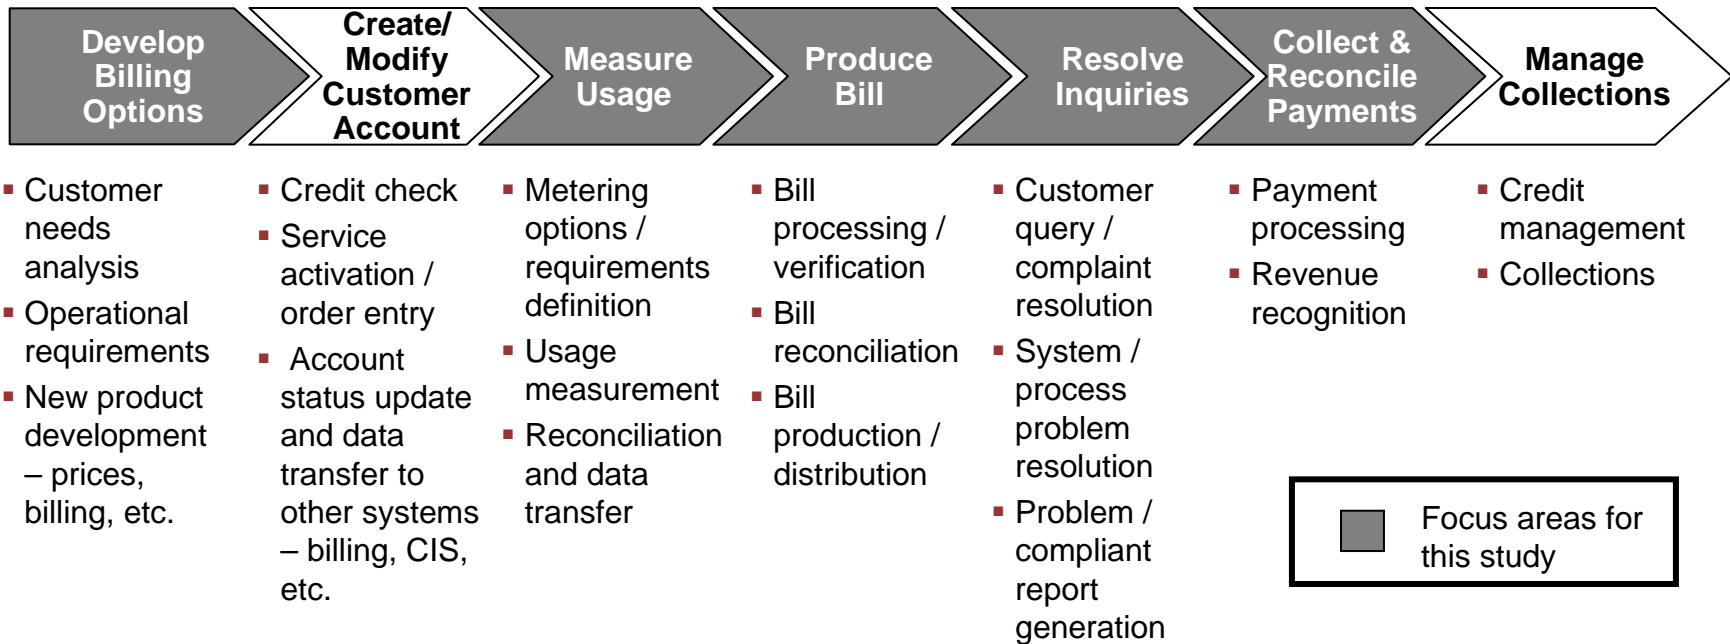 Develop
Billing
Options
Create/
Modify
Customer
Account
Measure
Usage
Produce
Bill
Resolve
Inquiries
Collect &
Reconcile
Payments
Manage
Collections
Customer
needs
analysis
Operational
requirements
New product
development
– prices,
billing, etc.
Credit check
Service
activation /
order entry
Account
status update
and data
transfer to
other systems
– billing, CIS,
etc.
Metering
options /
requirements
definition
Usage
measurement
Reconciliation
and data
transfer
Bill
processing /
verification
Bill
reconciliation
Bill
production /
distribution
Customer
query /
complaint
resolution
System /
process
problem
resolution
Problem /
compliant
report
generation
Payment
processing
Revenue
recognition
Credit
management
Collections
Focus areas for
this study